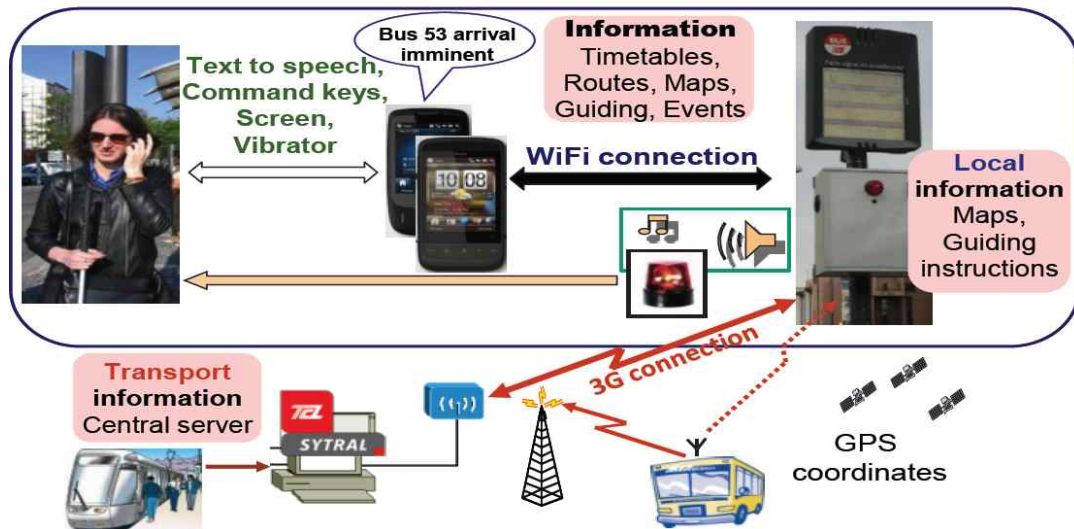 Bus 53 arrival
imminent
Text to speech,
Command keys,
Screen,
Vibrator
Information
Timetables,
Routes, Maps,
Guiding, Events
WiFi connection
BUS
10 08
Local
information
Maps,
Guiding
instructions
3G connection
Transport
information
Central server
TCL
SYTRAL
GPS
coordinates